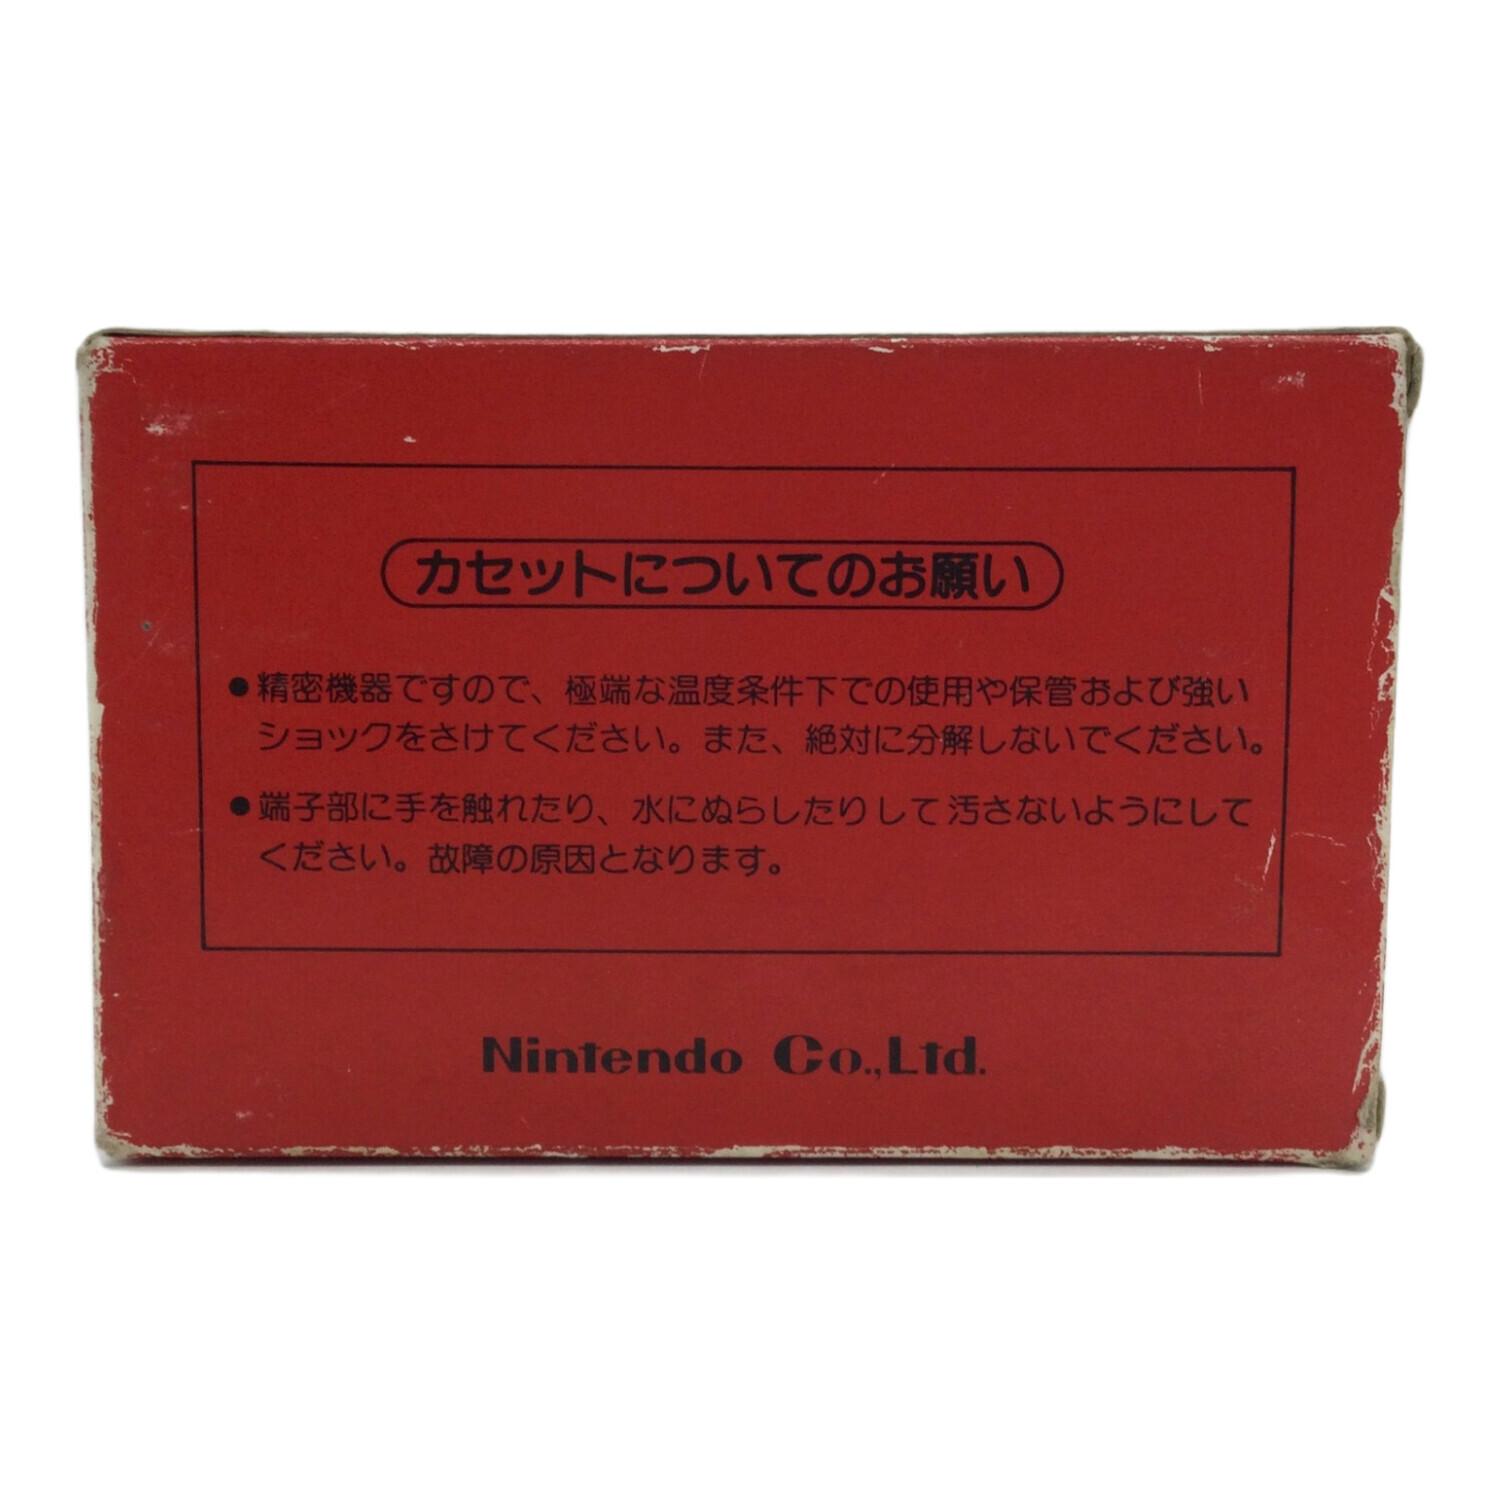 カセットについてのお願い
●精密機器ですので、極端な温度条件下での使用や保管および強い
ショックをさけてください。また、絶対に分解しないでください。
●端子部に手を触れたり、水にぬらしたりして汚さないようにして
ください。故障の原因となります。
Nintendo Co.,Ltd.